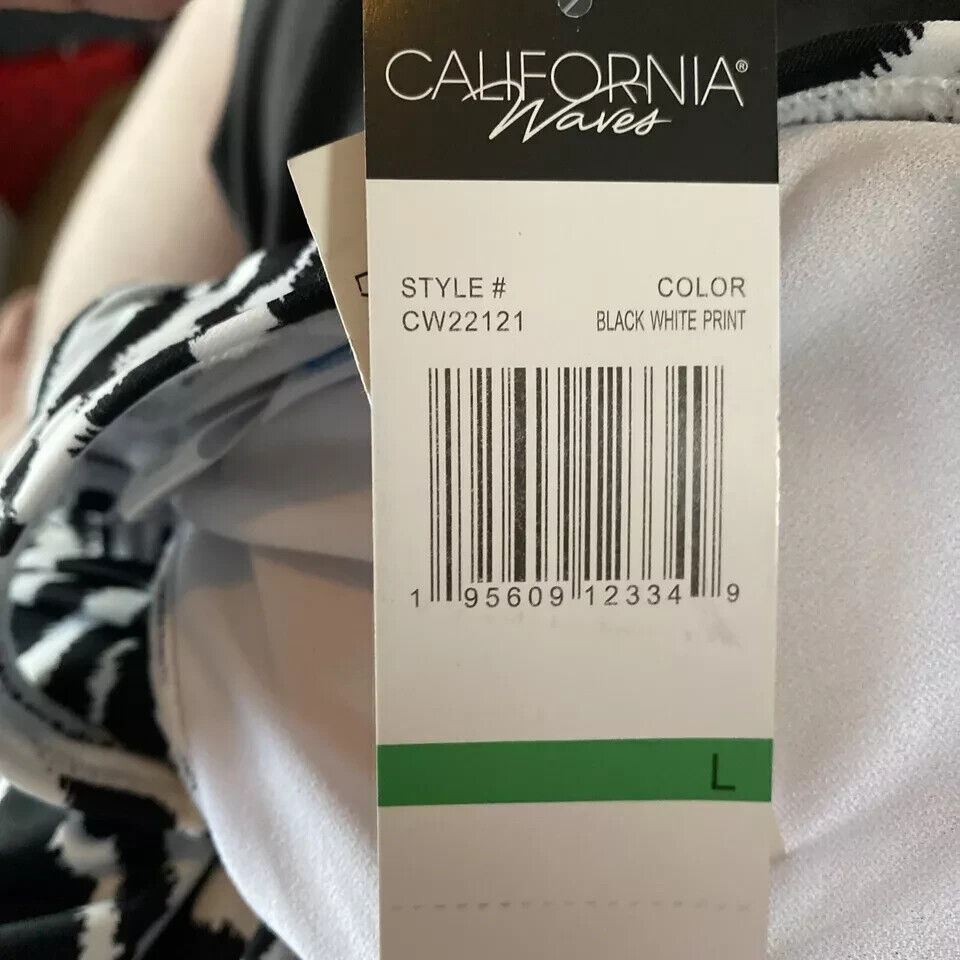 CALIFORNIA®
Waves
STYLE #
CW22121
COLOR
BLACK WHITE PRINT
1 95609 12334 9
L